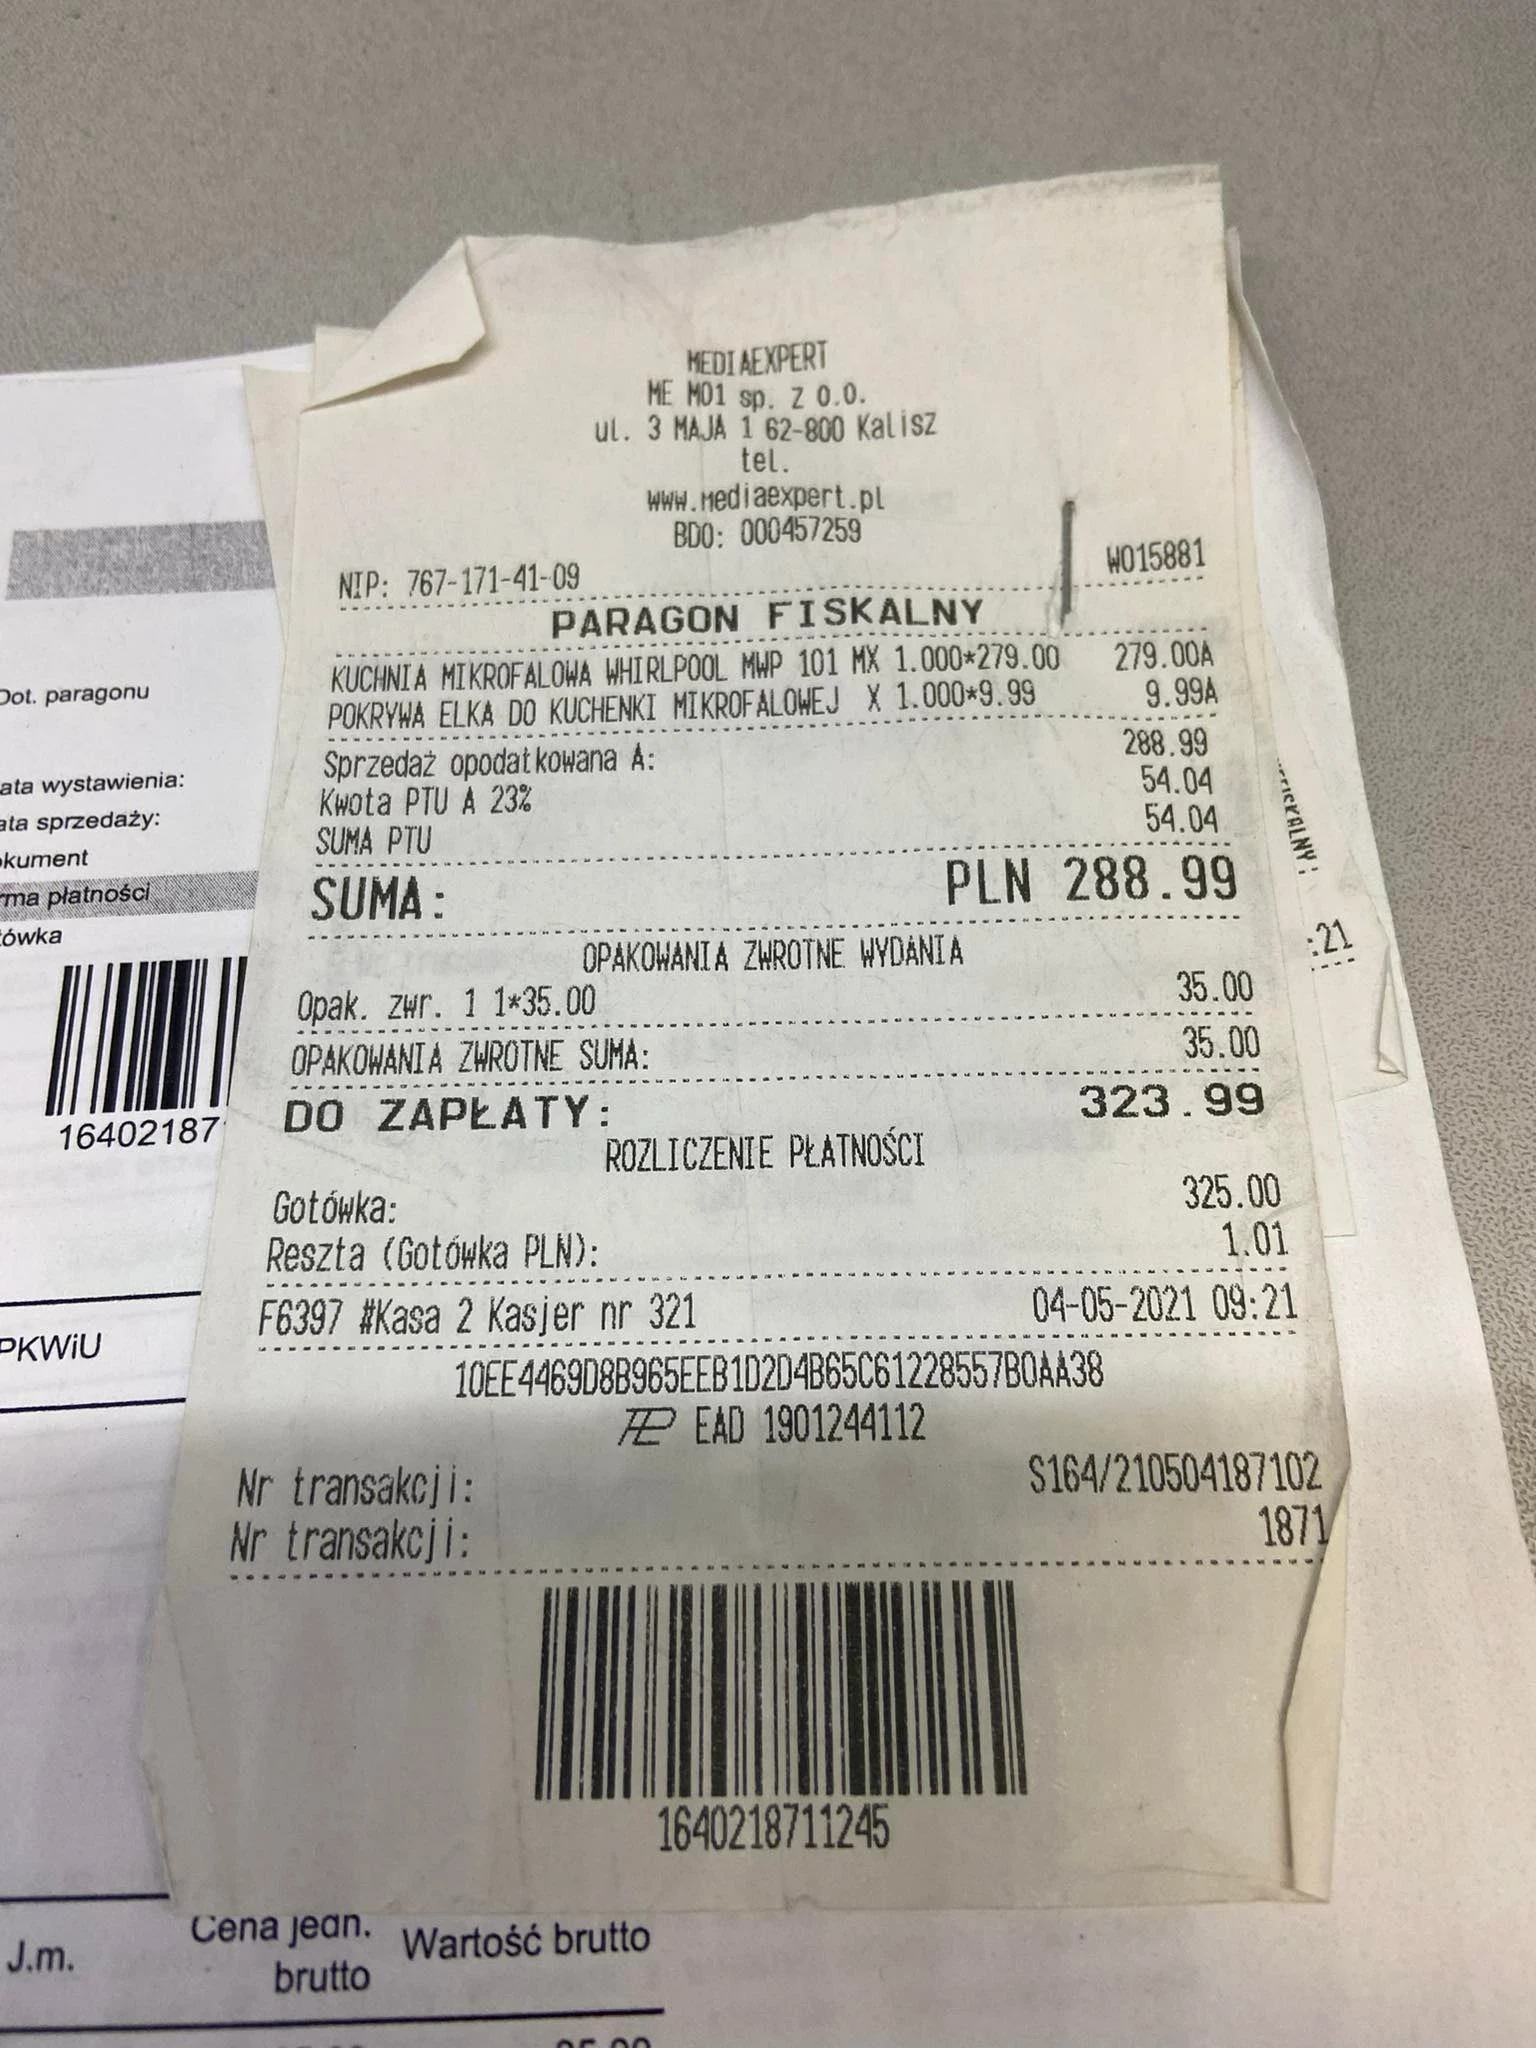 MEDIAEXPERT
ME M01 sp. z o.o.
ul. 3 MAJA 1 62-800 Kalisz
tel.
www.mediaexpert.pl
BDO: 000457259
NIP: 767-171-41-09 W015881
PARAGON FISKALNY
KUCHNIA MIKROFALOWA WHIRLPOOL MWP 101 MX 1.000*279.00 279.00A
POKRYWA ELKA DO KUCHENKI MIKROFALOWEJ X 1.000*9.99 9.99A
Sprzedaż opodatkowana A: 288.99
Kwota PTU A 23% 54.04
SUMA PTU 54.04
SUMA: PLN 288.99
OPAKOWANIA ZWROTNE WYDANIA
Opak. zwr. 1 1*35.00 35.00
OPAKOWANIA ZWROTNE SUMA: 35.00
DO ZAPŁATY: 323.99
ROZLICZENIE PŁATNOŚCI
Gotówka: 325.00
Reszta (Gotówka PLN): 1.01
F6397 #Kasa 2 Kasjer nr 321 04-05-2021 09:21
10EE4469D8B965EEB1D2D4B65C61228557B0AA38
EAD 1901244112
Nr transakcji: S164/210504187102
Nr transakcji: 1871
1640218711245
Dot. paragonu
ata wystawienia:
ata sprzedaży:
okument
rma płatności
tówka
16402187
PKWiU
J.m. Cena jedn. brutto Wartość brutto
:21